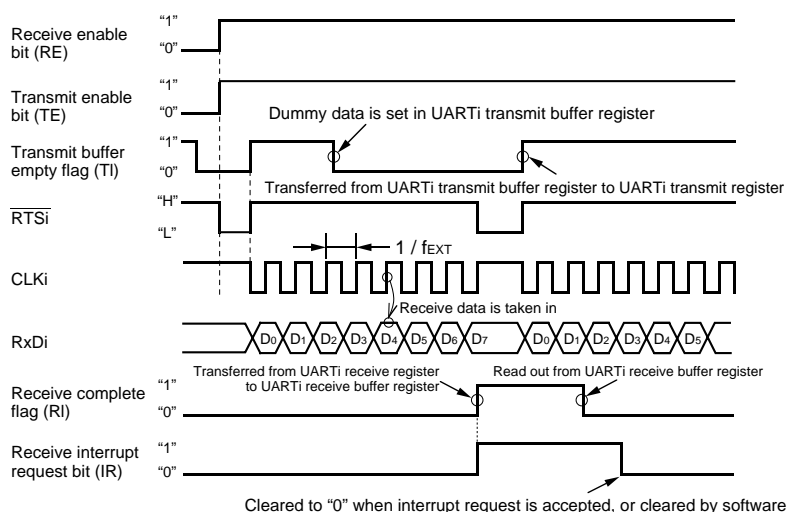 Receive enable
bit (RE)
“1”
“0”
Transmit enable
bit (TE)
“1”
“0”
Dummy data is set in UARTi transmit buffer register
Transmit buffer
empty flag (TI)
“1”
“0”
Transferred from UARTi transmit buffer register to UARTi transmit register
RTSi
“H”
“L”
1 / fEXT
CLKi
Receive data is taken in
RxDi
D0 D1 D2 D3 D4 D5 D6 D7 D0 D1 D2 D3 D4 D5
Transferred from UARTi receive register
to UARTi receive buffer register
Read out from UARTi receive buffer register
Receive complete
flag (RI)
“1”
“0”
Receive interrupt
request bit (IR)
“1”
“0”
Cleared to “0” when interrupt request is accepted, or cleared by software